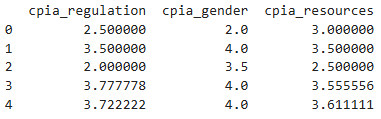 cpia_regulation cpia_gender cpia_resources
0 2.500000 2.0 3.000000
1 3.500000 4.0 3.500000
2 2.000000 3.5 2.500000
3 3.777778 4.0 3.555556
4 3.722222 4.0 3.611111